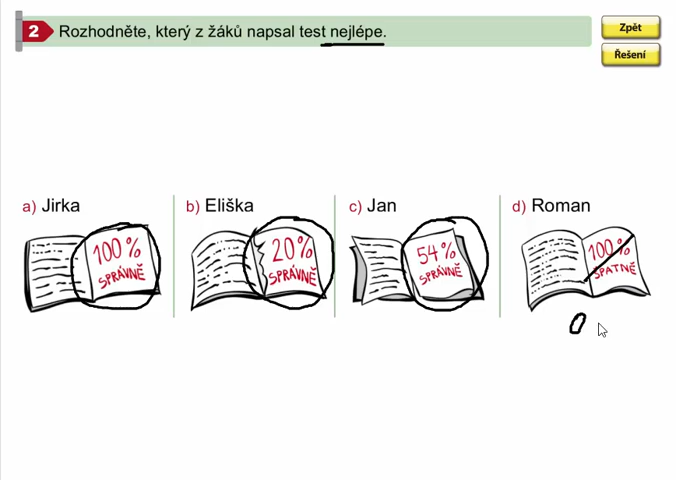 2 Rozhodněte, který z žáků napsal test nejlépe.
Zpět
Řešení
a) Jirka
100 %
SPRÁVNĚ
b) Eliška
20 %
SPRÁVNĚ
c) Jan
54 %
SPRÁVNĚ
d) Roman
100 %
ŠPATNĚ
0